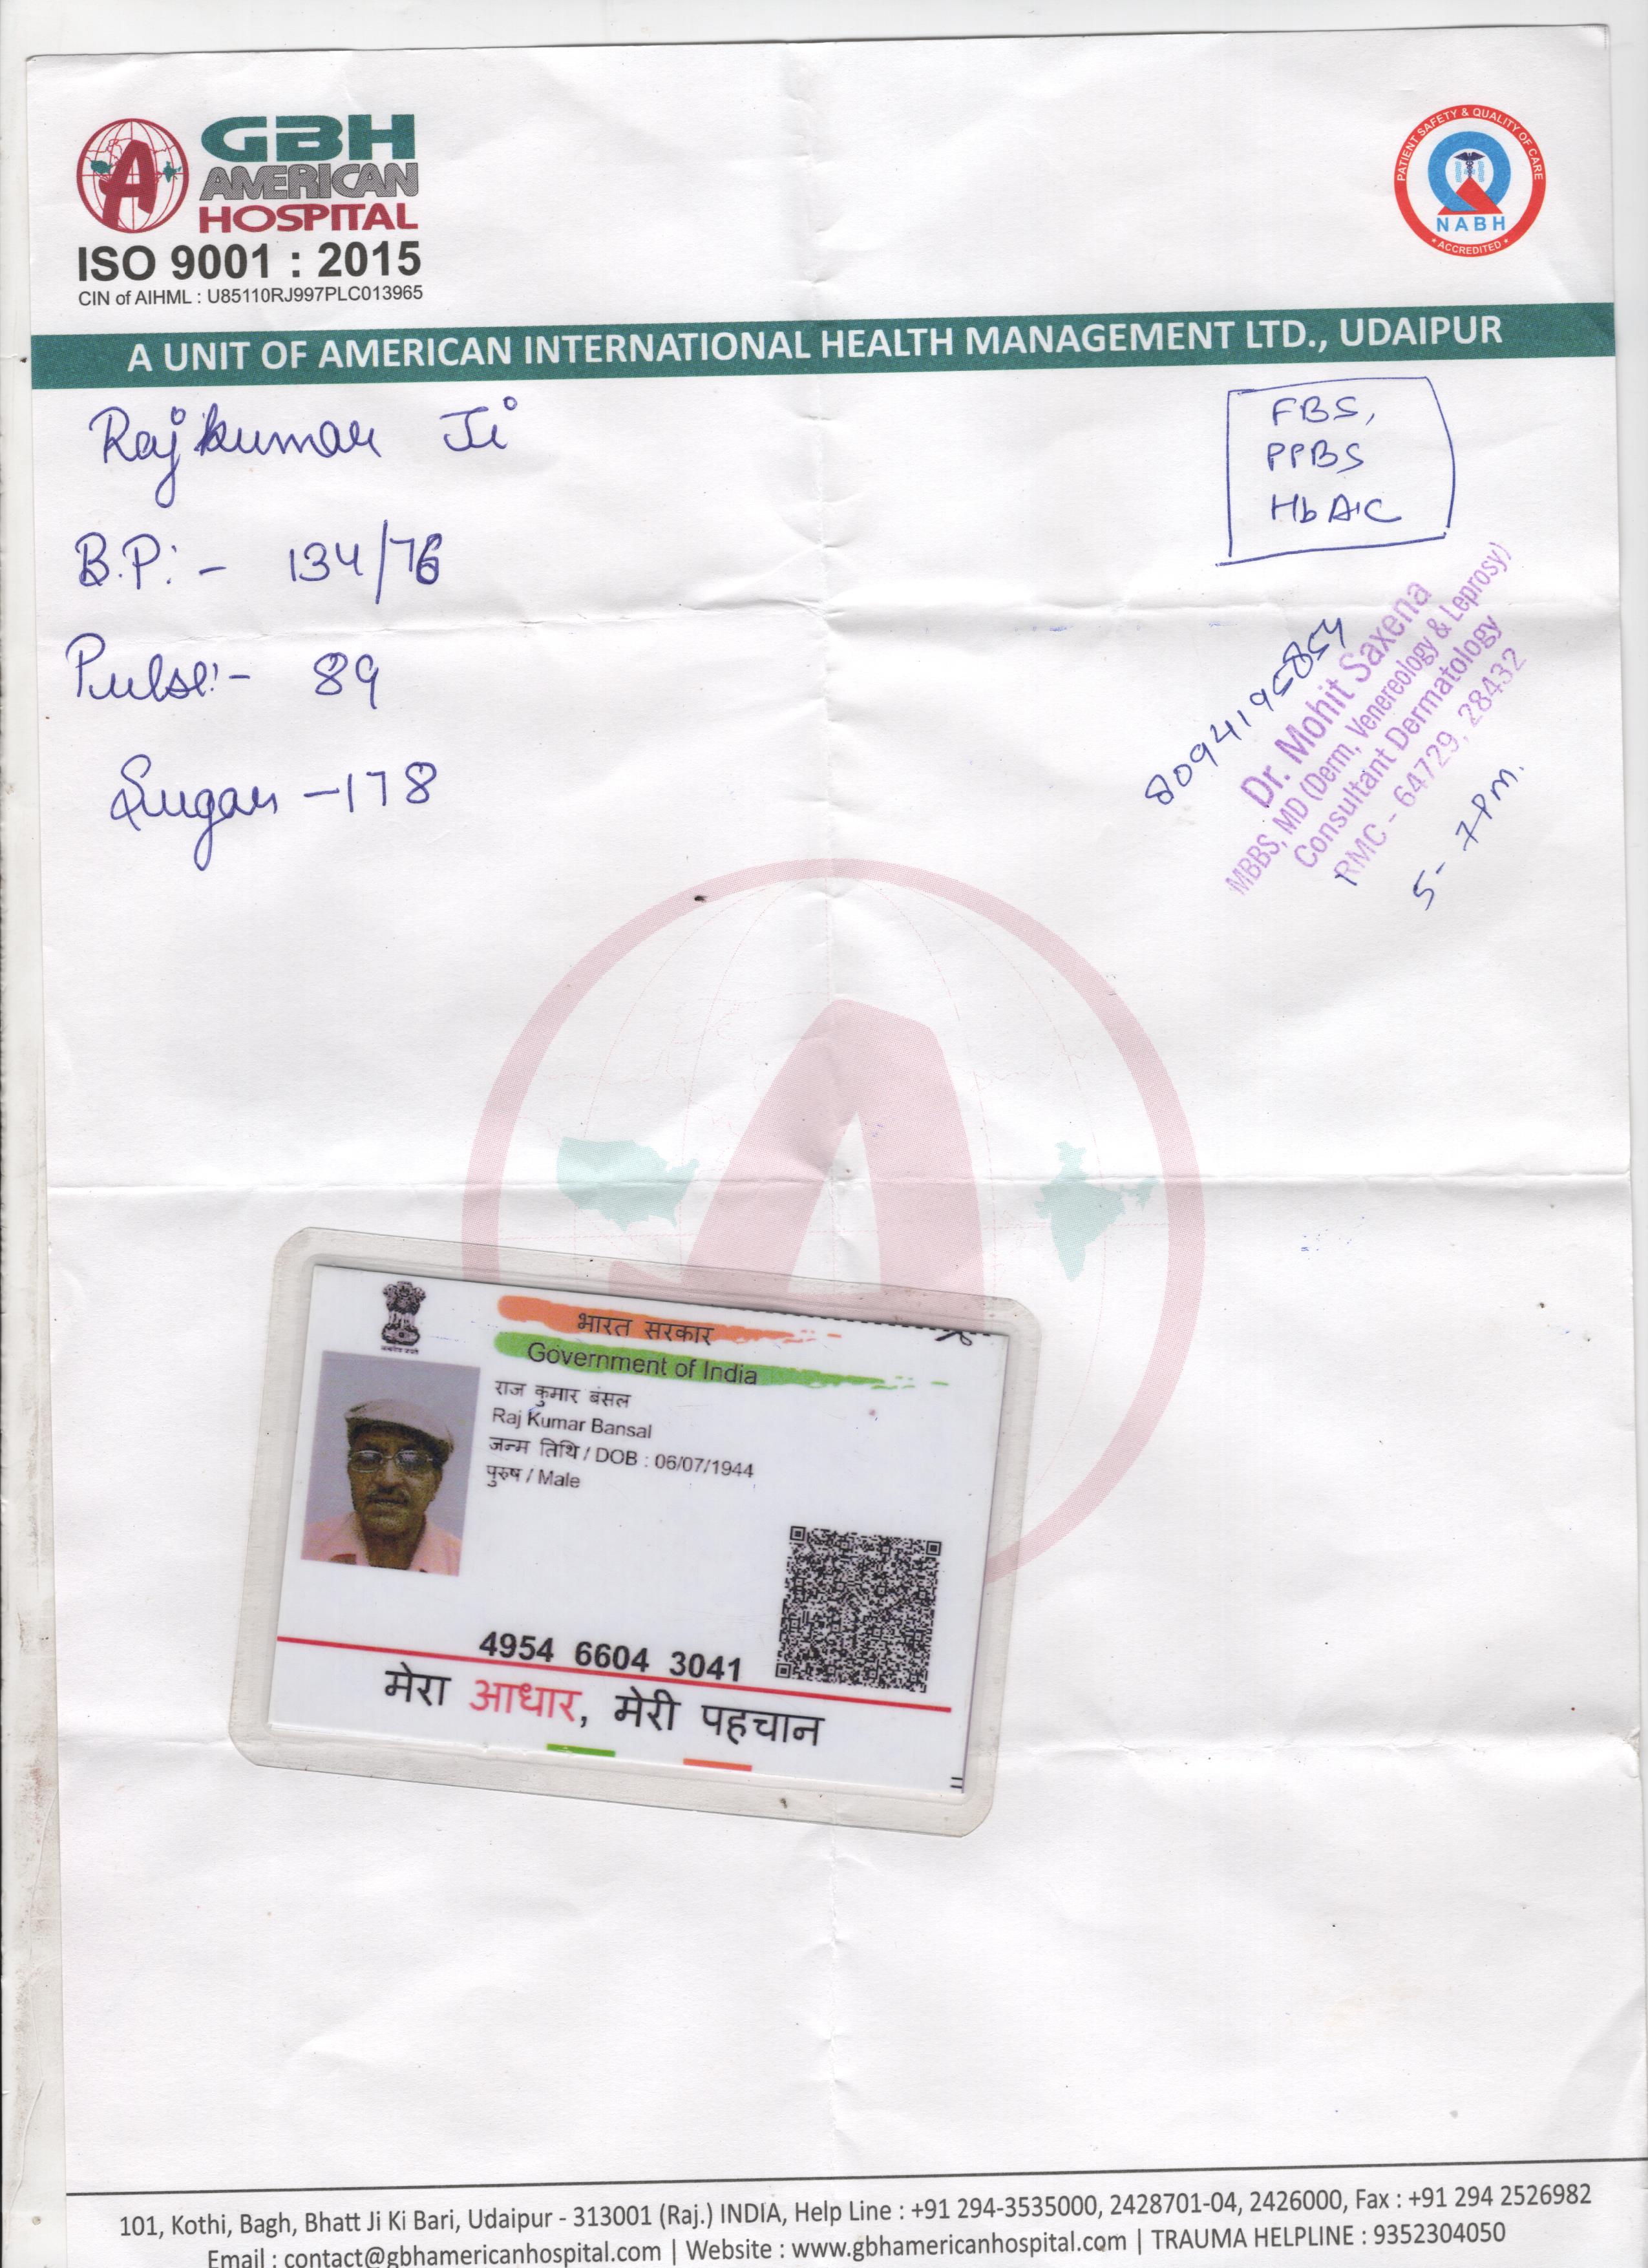 GBH
AMERICAN
HOSPITAL
ISO 9001 : 2015
CIN of AIHML : U85110RJ997PLC013965
PATIENT SAFETY & QUALITY OF CARE
NABH
ACCREDITED
A UNIT OF AMERICAN INTERNATIONAL HEALTH MANAGEMENT LTD., UDAIPUR
Rajkumar Ji
B.P:- 134/76
Pulse:- 89
Sugar - 178
FBS,
PPBS
HbA1C
8094195854
Dr. Mohit Saxena
MBBS, MD (Derm, Venereology & Leprosy)
Consultant Dermatology
RMC - 64729, 28432
5- 7Pm.
भारत सरकार
Government of India
राज कुमार बंसल
Raj Kumar Bansal
जन्म तिथि / DOB : 06/07/1944
पुरुष / Male
4954 6604 3041
मेरा आधार, मेरी पहचान
101, Kothi, Bagh, Bhatt Ji Ki Bari, Udaipur - 313001 (Raj.) INDIA, Help Line : +91 294-3535000, 2428701-04, 2426000, Fax : +91 294 2526982
Email : contact@gbhamericanhospital.com | Website : www.gbhamericanhospital.com | TRAUMA HELPLINE : 9352304050